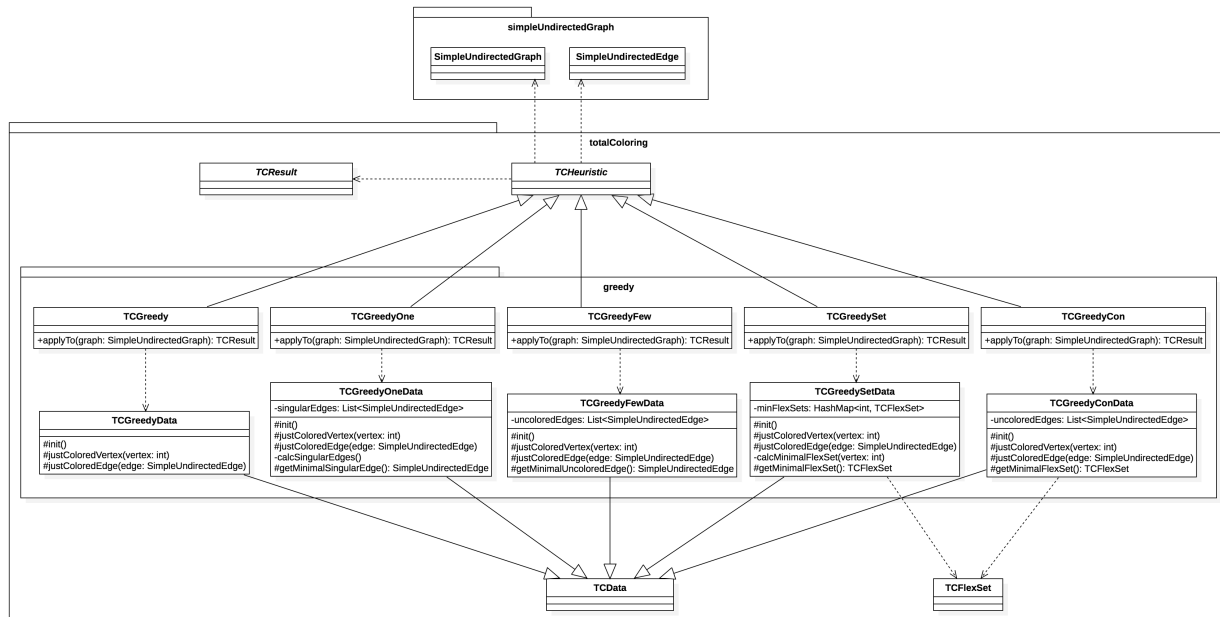 simpleUndirectedGraph
SimpleUndirectedGraph
SimpleUndirectedEdge
totalColoring
TCResult
TCHeuristic
greedy
TCGreedy
+applyTo(graph: SimpleUndirectedGraph): TCResult
TCGreedyOne
+applyTo(graph: SimpleUndirectedGraph): TCResult
TCGreedyFew
+applyTo(graph: SimpleUndirectedGraph): TCResult
TCGreedySet
+applyTo(graph: SimpleUndirectedGraph): TCResult
TCGreedyCon
+applyTo(graph: SimpleUndirectedGraph): TCResult
TCGreedyData
#init()
#justColoredVertex(vertex: int)
#justColoredEdge(edge: SimpleUndirectedEdge)
TCGreedyOneData
-singularEdges: List<SimpleUndirectedEdge>
#init()
#justColoredVertex(vertex: int)
#justColoredEdge(edge: SimpleUndirectedEdge)
-calcSingularEdges()
#getMinimalSingularEdge(): SimpleUndirectedEdge
TCGreedyFewData
-uncoloredEdges: List<SimpleUndirectedEdge>
#init()
#justColoredVertex(vertex: int)
#justColoredEdge(edge: SimpleUndirectedEdge)
#getMinimalUncoloredEdge(): SimpleUndirectedEdge
TCGreedySetData
-minFlexSets: HashMap<int, TCFlexSet>
#init()
#justColoredVertex(vertex: int)
#justColoredEdge(edge: SimpleUndirectedEdge)
-calcMinimalFlexSet(vertex: int)
#getMinimalFlexSet(): TCFlexSet
TCGreedyConData
-uncoloredEdges: List<SimpleUndirectedEdge>
#init()
#justColoredVertex(vertex: int)
#justColoredEdge(edge: SimpleUndirectedEdge)
#getMinimalFlexSet(): TCFlexSet
TCData
TCFlexSet